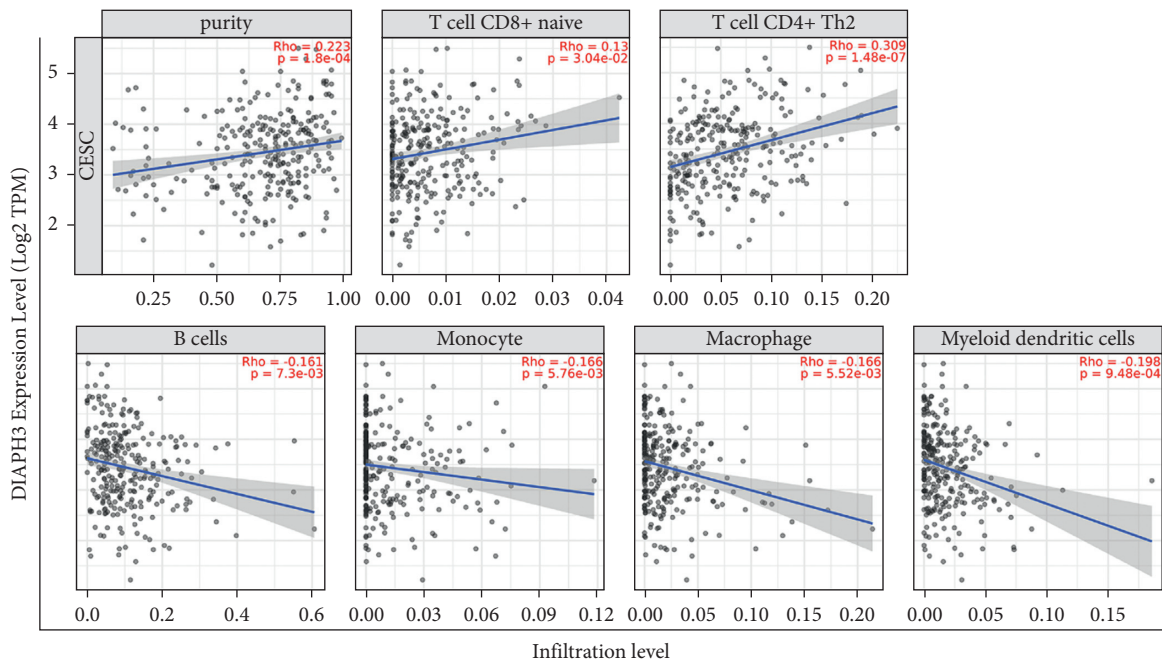 purity
T cell CD8+ naive
T cell CD4+ Th2
Rho = 0.223
p = 1.8e-04
Rho = 0.13
p = 3.04e-02
Rho = 0.309
p = 1.48e-07
CESC
5
4
3
2
0.25 0.50 0.75 1.00
0.00 0.01 0.02 0.03 0.04
0.00 0.05 0.10 0.15 0.20
DIAPH3 Expression Level (Log2 TPM)
B cells
Monocyte
Macrophage
Myeloid dendritic cells
Rho = -0.161
p = 7.3e-03
Rho = -0.166
p = 5.76e-03
Rho = -0.166
p = 5.52e-03
Rho = -0.198
p = 9.48e-04
0.0 0.2 0.4 0.6
0.00 0.03 0.06 0.09 0.12
0.00 0.05 0.10 0.15 0.20
0.00 0.05 0.10 0.15
Infiltration level